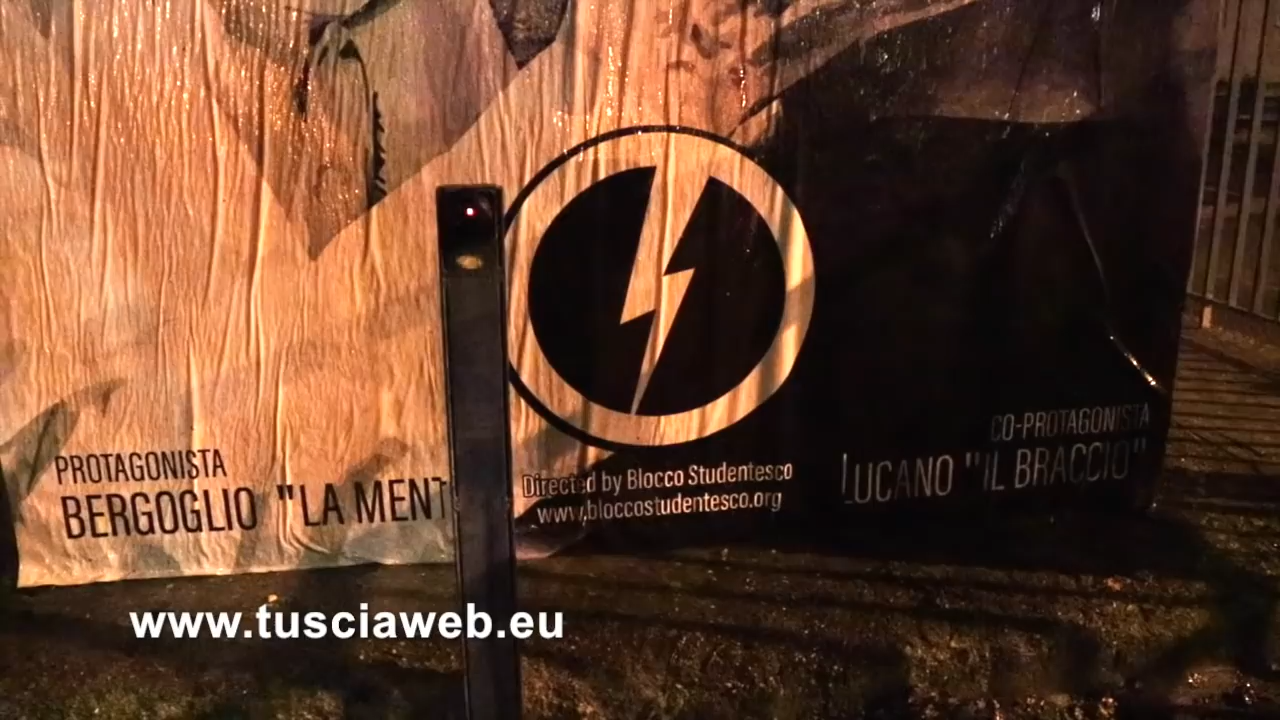 PROTAGONISTA
BERGOGLIO "LA MENT
Directed by Blocco Studentesco
www.bloccostudentesco.org
CO-PROTAGONISTA
LUCANO "IL BRACCIO"
www.tusciaweb.eu